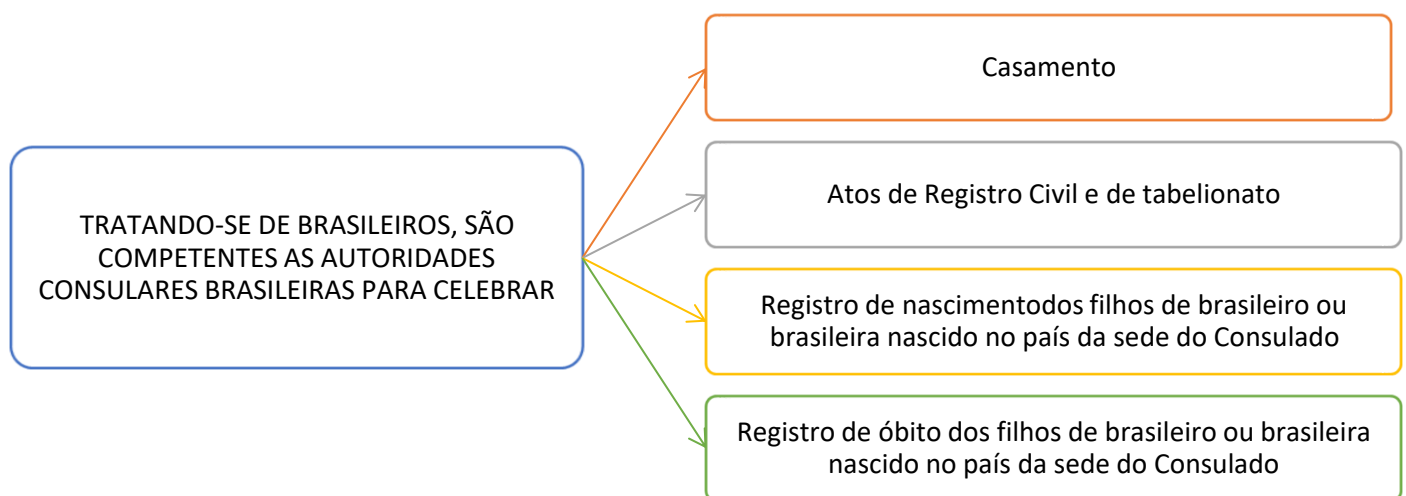 TRATANDO-SE DE BRASILEIROS, SÃO
COMPETENTES AS AUTORIDADES
CONSULARES BRASILEIRAS PARA CELEBRAR
Casamento
Atos de Registro Civil e de tabelionato
Registro de nascimentodos filhos de brasileiro ou
brasileira nascido no país da sede do Consulado
Registro de óbito dos filhos de brasileiro ou brasileira
nascido no país da sede do Consulado